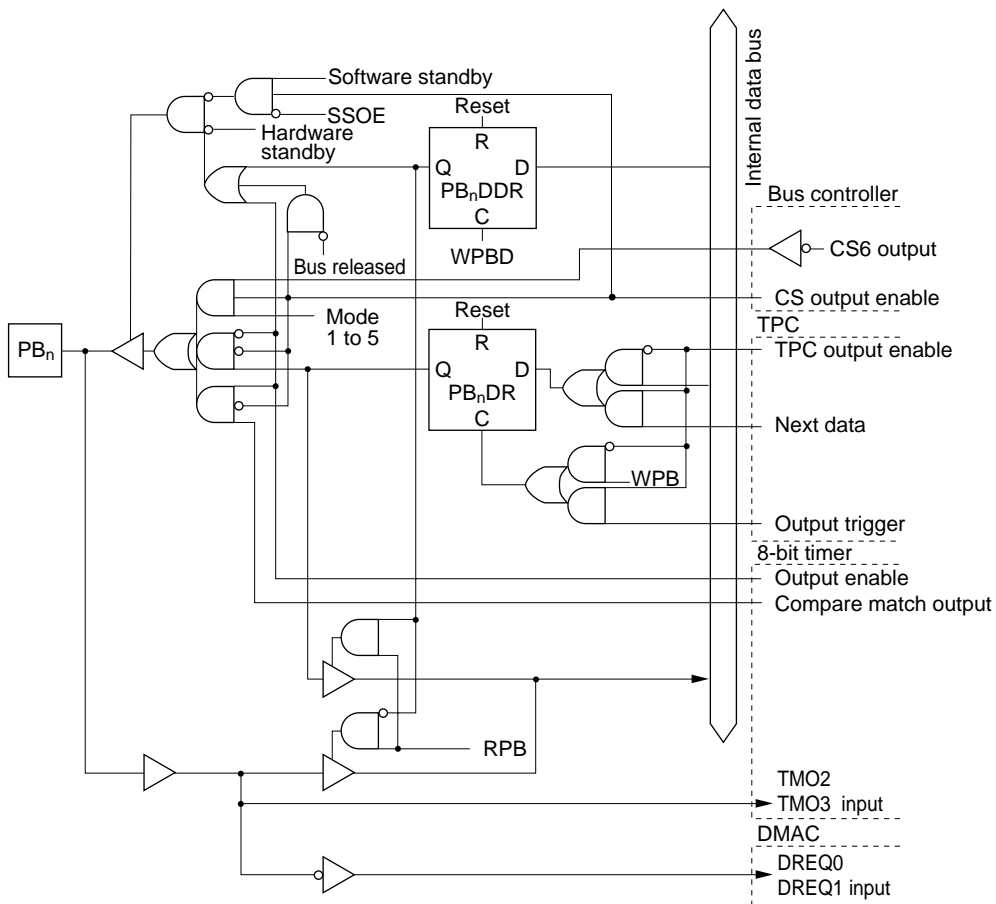 Software standby
SSOE
Hardware
standby
Reset
R
Q D
PBnDDR
C
WPBD
Internal data bus
Bus controller
CS6 output
Bus released
CS output enable
Mode
1 to 5
TPC
TPC output enable
Reset
R
Q D
PBnDR
C
PBn
Next data
WPB
Output trigger
8-bit timer
Output enable
Compare match output
RPB
TMO2
TMO3 input
DMAC
DREQ0
DREQ1 input